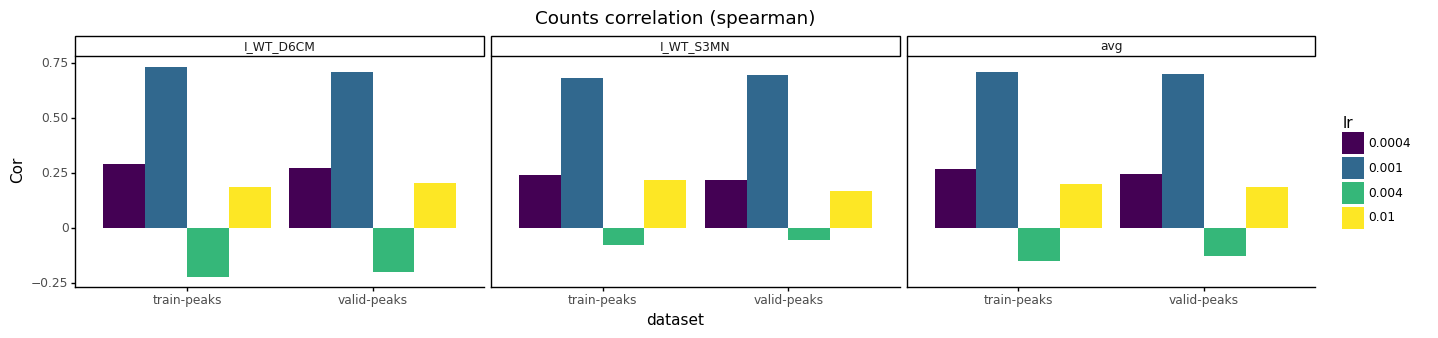 Counts correlation (spearman)
I_WT_D6CM
I_WT_S3MN
avg
0.75
0.50
0.25
0
−0.25
Cor
train-peaks
valid-peaks
train-peaks
valid-peaks
train-peaks
valid-peaks
dataset
lr
0.0004
0.001
0.004
0.01